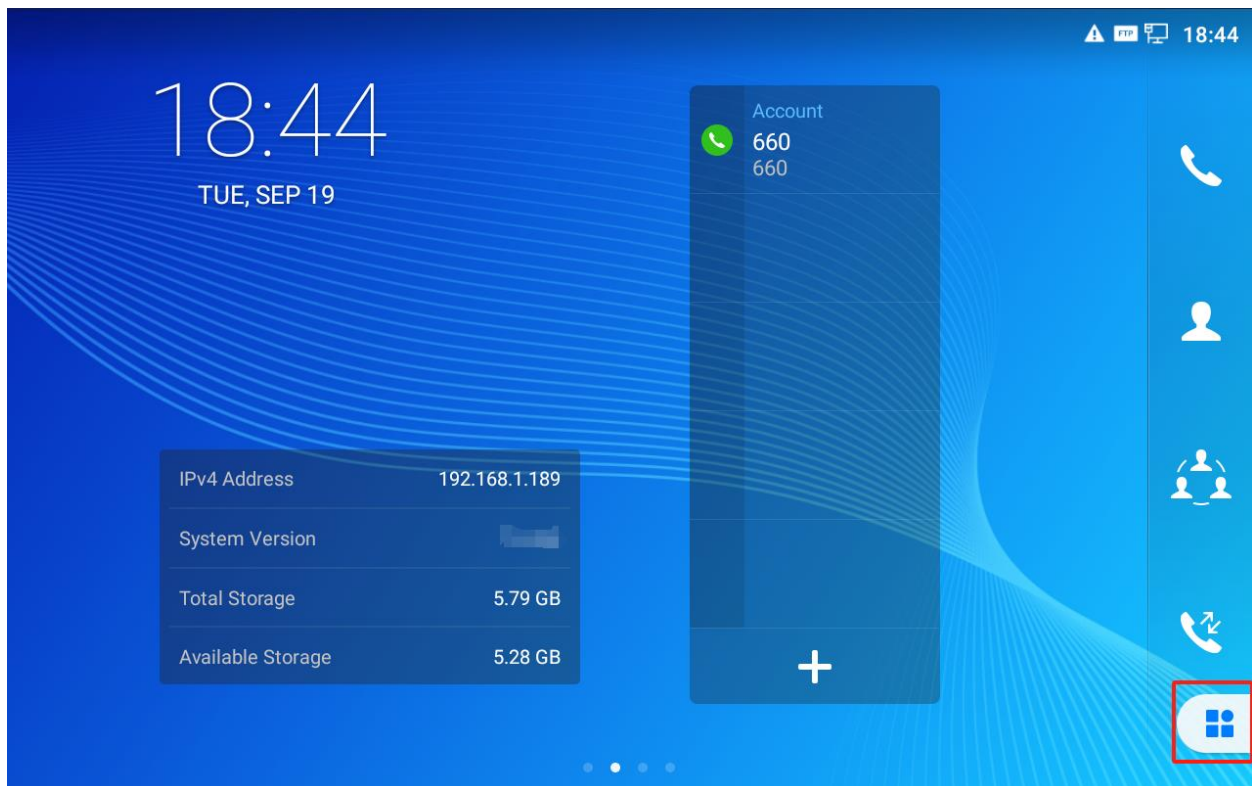 FTP 18:44
18:44
TUE, SEP 19
Account
660
660
IPv4 Address 192.168.1.189
System Version
Total Storage 5.79 GB
Available Storage 5.28 GB